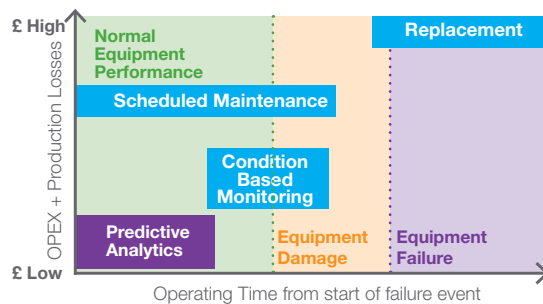 £ High
Normal
Equipment
Performance
Replacement
Scheduled Maintenance
Condition
Based
Monitoring
Predictive
Analytics
Equipment
Damage
Equipment
Failure
£ Low
OPEX + Production Losses
Operating Time from start of failure event